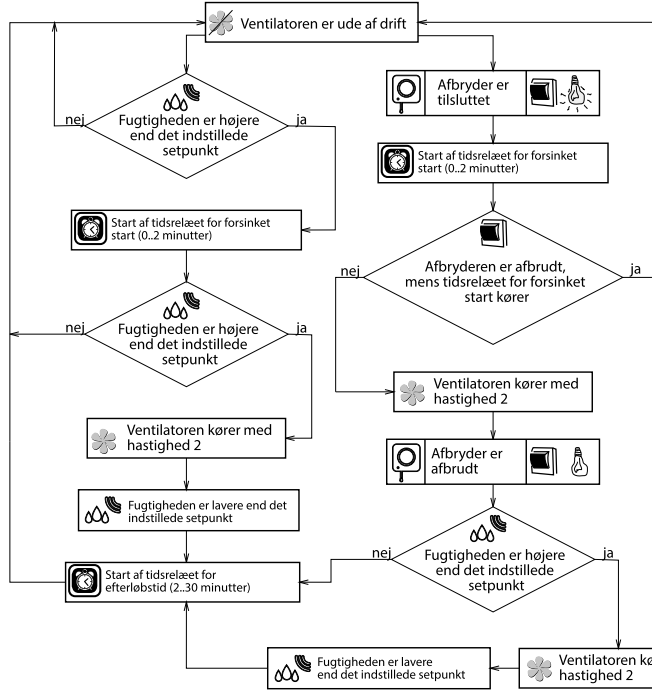 Ventilatoren er ude af drift
nej
Fugtigheden er højere
end det indstillede
setpunkt
ja
Afbryder er
tilsluttet
Start af tidsrelæet for forsinket
start (0..2 minutter)
Start af tidsrelæet for forsinket
start (0..2 minutter)
nej
Afbryderen er afbrudt,
mens tidsrelæet for forsinket
start kører
ja
nej
Fugtigheden er højere
end det indstillede
setpunkt
ja
Ventilatoren kører med
hastighed 2
Ventilatoren kører med
hastighed 2
Afbryder er
afbrudt
Fugtigheden er lavere end det
indstillede setpunkt
nej
Fugtigheden er højere
end det indstillede
setpunkt
ja
Start af tidsrelæet for
efterløbstid (2..30 minutter)
Fugtigheden er lavere
end det indstillede setpunkt
Ventilatoren
hastighed 2